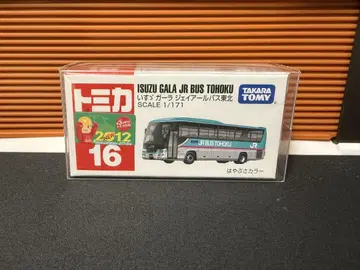 トミカ
2012
16
ISUZU GALA JR BUS TOHOKU
いすゞガーラ ジェイアールバス東北
SCALE 1/171
TAKARA
TOMY
JR BUS TOHOKU
JR
はやぶさカラー